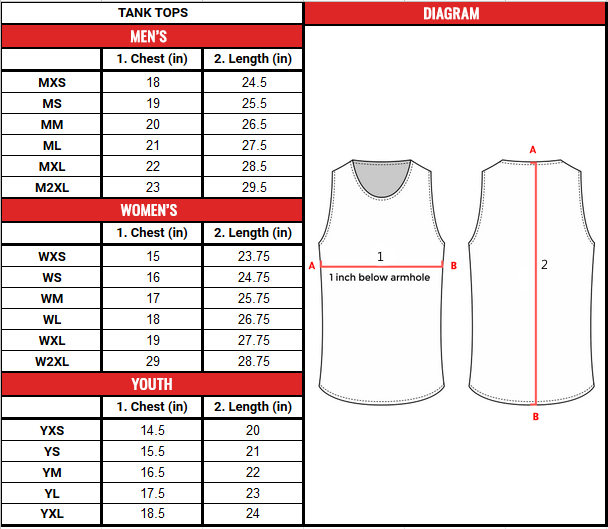 TANK TOPS
MEN'S
1. Chest (in) 2. Length (in)
MXS 18 24.5
MS 19 25.5
MM 20 26.5
ML 21 27.5
MXL 22 28.5
M2XL 23 29.5
WOMEN'S
1. Chest (in) 2. Length (in)
WXS 15 23.75
WS 16 24.75
WM 17 25.75
WL 18 26.75
WXL 19 27.75
W2XL 29 28.75
YOUTH
1. Chest (in) 2. Length (in)
YXS 14.5 20
YS 15.5 21
YM 16.5 22
YL 17.5 23
YXL 18.5 24
DIAGRAM
A
1
2
A B
1 inch below armhole
B